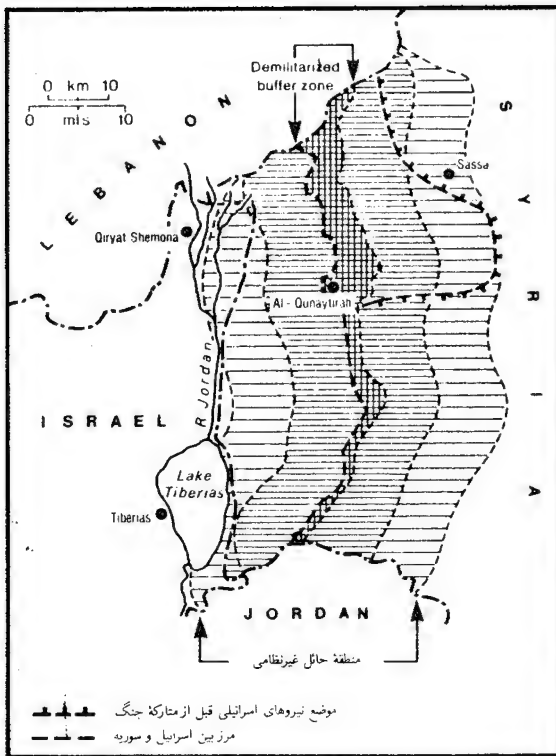 Demilitarized
buffer zone
0 km 10
0 mls 10
LEBANON
SYRIA
Sassa
Qiryat Shemona
Al - Qunaytirah
R Jordan
ISRAEL
Lake
Tiberias
Tiberias
JORDAN
منطقهٔ حائل غیرنظامی
موضع نیروهای اسرائیلی قبل از متارکهٔ جنگ
مرز بین اسرائیل و سوریه